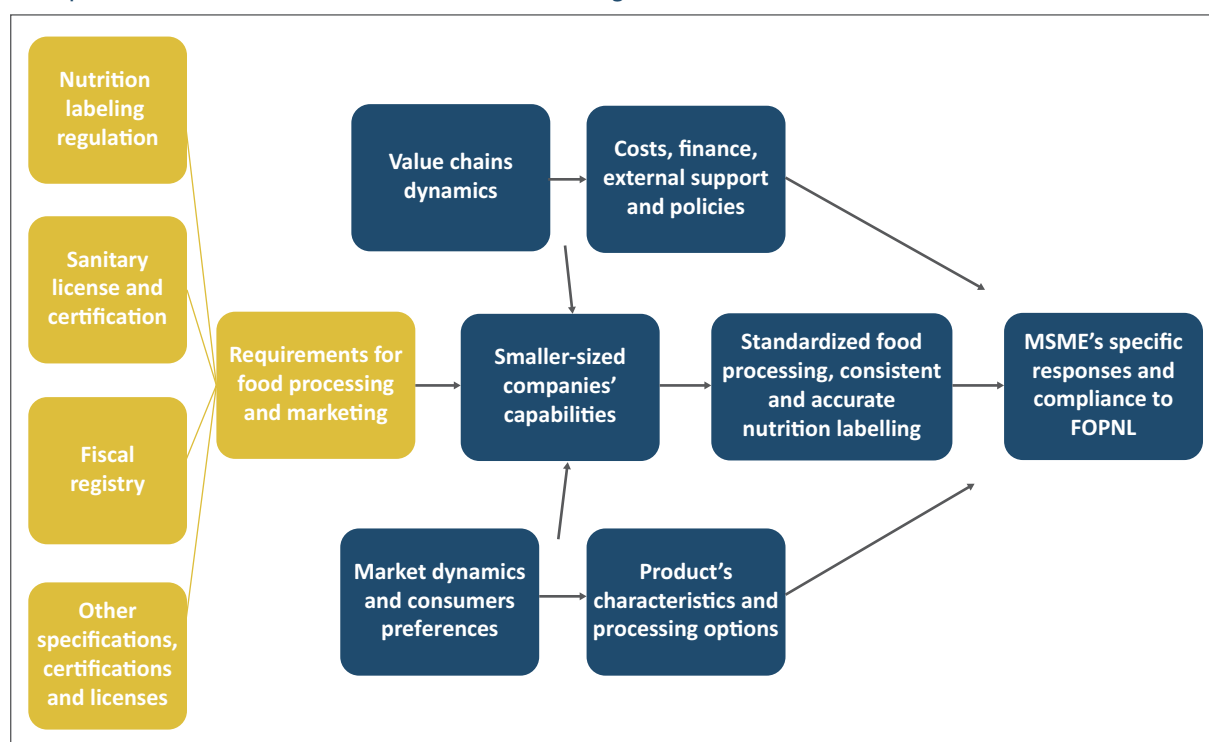 Nutrition
labeling
regulation
Sanitary
license and
certification
Fiscal
registry
Other
specifications,
certifications
and licenses
Requirements for
food processing
and marketing
Value chains
dynamics
Costs, finance,
external support
and policies
Smaller-sized
companies’
capabilities
Standardized food
processing, consistent
and accurate
nutrition labelling
MSME’s specific
responses and
compliance to
FOPNL
Market dynamics
and consumers
preferences
Product’s
characteristics and
processing options